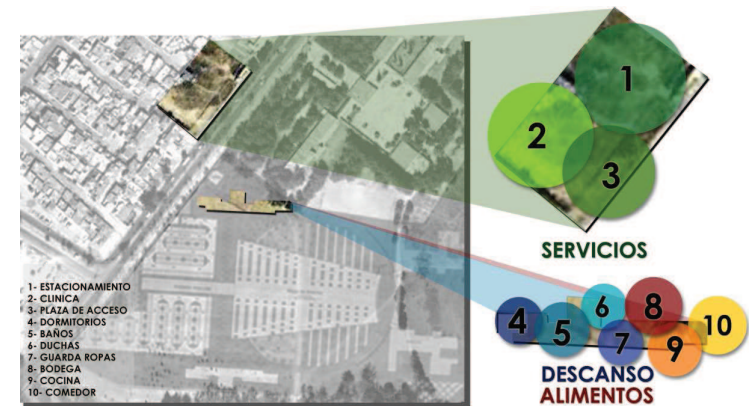 1
2
3
SERVICIOS
1- ESTACIONAMIENTO
2- CLINICA
3- PLAZA DE ACCESO
4- DORMITORIOS
5- BAÑOS
6- DUCHAS
7- GUARDA ROPAS
8- BODEGA
9- COCINA
10- COMEDOR
4
5
6
7
8
9
10
DESCANSO
ALIMENTOS